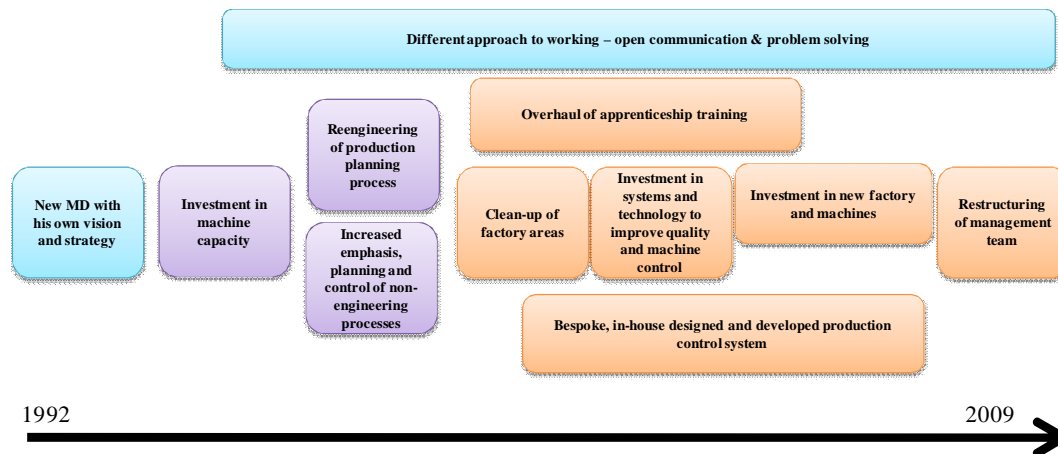 Different approach to working – open communication & problem solving
Overhaul of apprenticeship training
Reengineering
of production
planning
process
New MD with
his own vision
and strategy
Investment in
machine
capacity
Increased
emphasis,
planning and
control of non-
engineering
processes
Clean-up of
factory areas
Investment in
systems and
technology to
improve quality
and machine
control
Investment in new factory
and machines
Restructuring
of management
team
Bespoke, in-house designed and developed production
control system
1992
2009